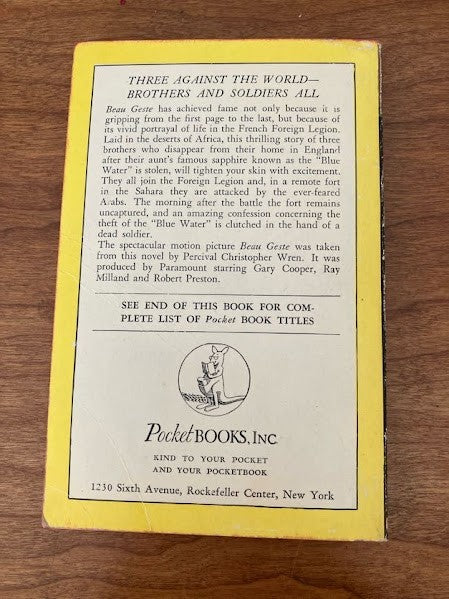 THREE AGAINST THE WORLD—
BROTHERS AND SOLDIERS ALL
Beau Geste has achieved fame not only because it is
gripping from the first page to the last, but because of
its vivid portrayal of life in the French Foreign Legion.
Laid in the deserts of Africa, this thrilling story of three
brothers who disappear from their home in England
after their aunt's famous sapphire known as the "Blue
Water" is stolen, will tighten your skin with excitement.
They all join the Foreign Legion and, in a remote fort
in the Sahara they are attacked by the ever-feared
Arabs. The morning after the battle the fort remains
uncaptured, and an amazing confession concerning the
theft of the "Blue Water" is clutched in the hand of a
dead soldier.
The spectacular motion picture Beau Geste was taken
from this novel by Percival Christopher Wren. It was
produced by Paramount starring Gary Cooper, Ray
Milland and Robert Preston.
SEE END OF THIS BOOK FOR COM-
PLETE LIST OF Pocket BOOK TITLES
Pocket BOOKS, INC
KIND TO YOUR POCKET
AND YOUR POCKETBOOK
1230 Sixth Avenue, Rockefeller Center, New York